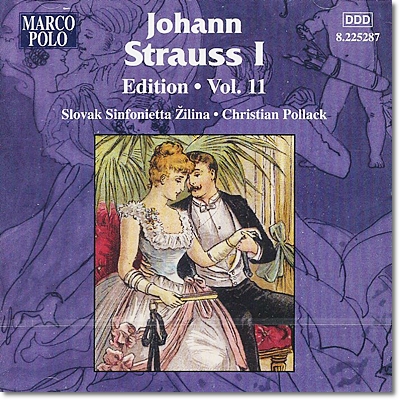 MARCO
POLO
Johann
Strauss I
DDD
8.225287
Edition • Vol. 11
Slovak Sinfonietta Žilina • Christian Pollack